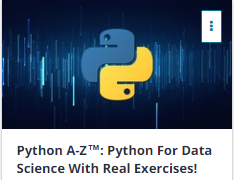 Python A-Z™: Python For Data
Science With Real Exercises!